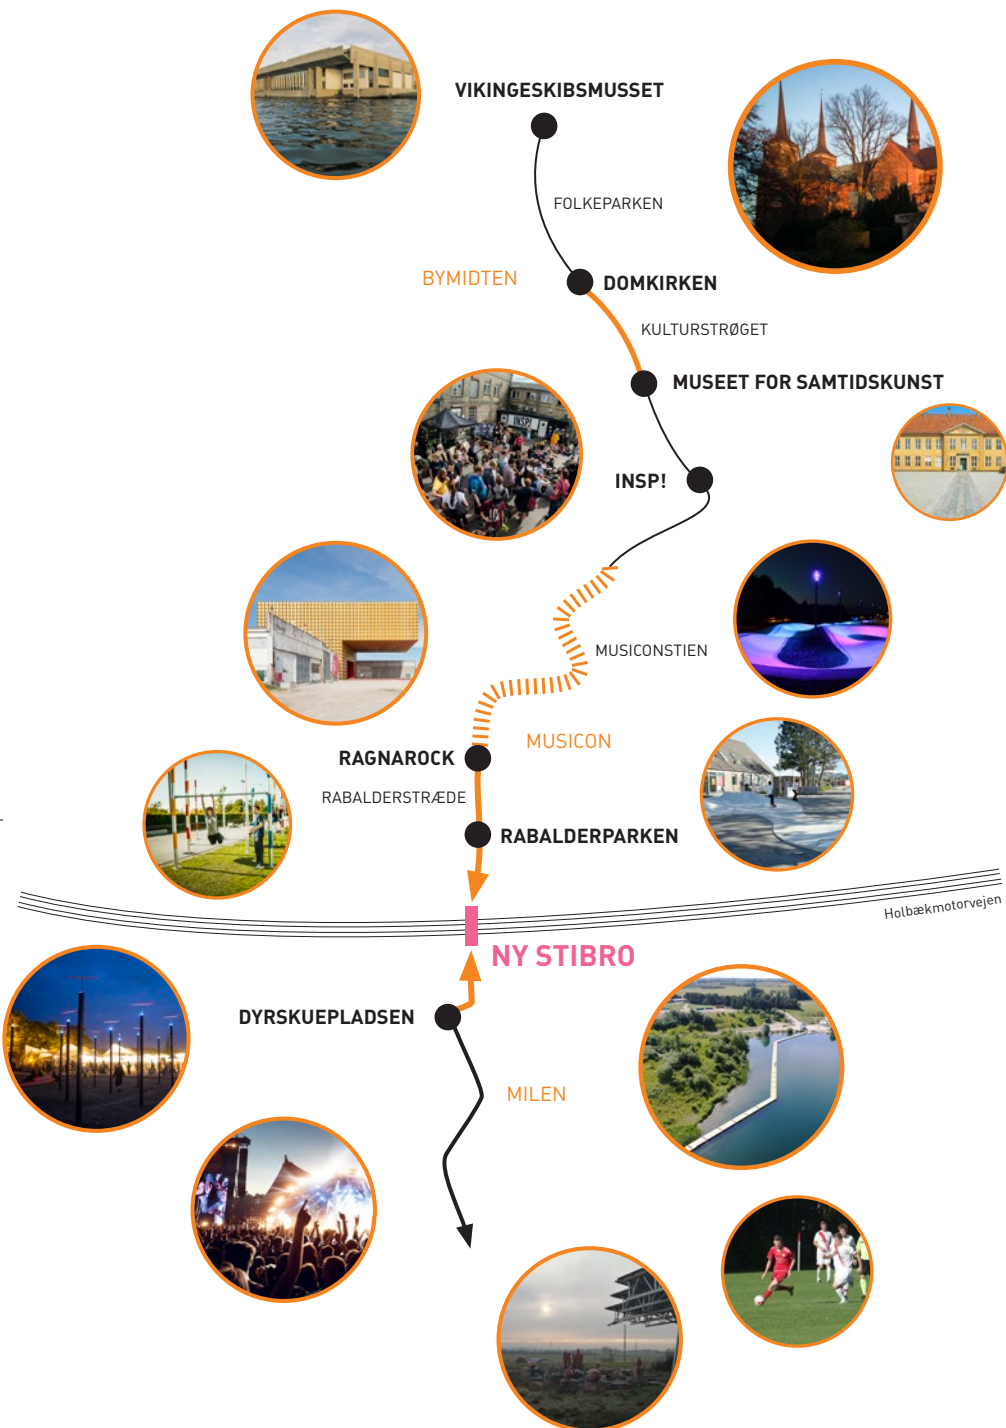 VIKINGESKIBSMUSSET
FOLKEPARKEN
BYMIDTEN
DOMKIRKEN
KULTURSTRØGET
MUSEET FOR SAMTIDSKUNST
INSP!
INSP!
MUSICONSTIEN
MUSICON
RAGNAROCK
RABALDERSTRÆDE
RABALDERPARKEN
Holbækmotorvejen
NY STIBRO
DYRSKUEPLADSEN
MILEN